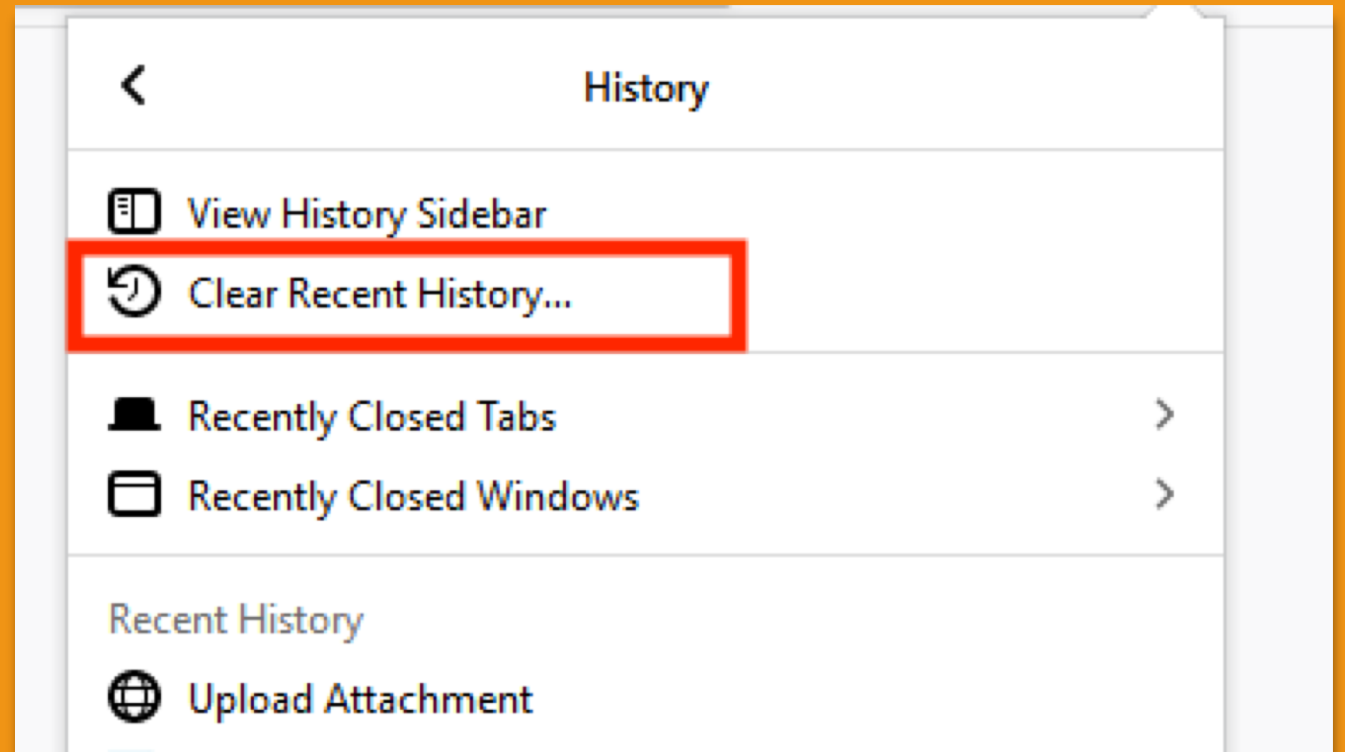 History
View History Sidebar
Clear Recent History...
Recently Closed Tabs
Recently Closed Windows
Recent History
Upload Attachment